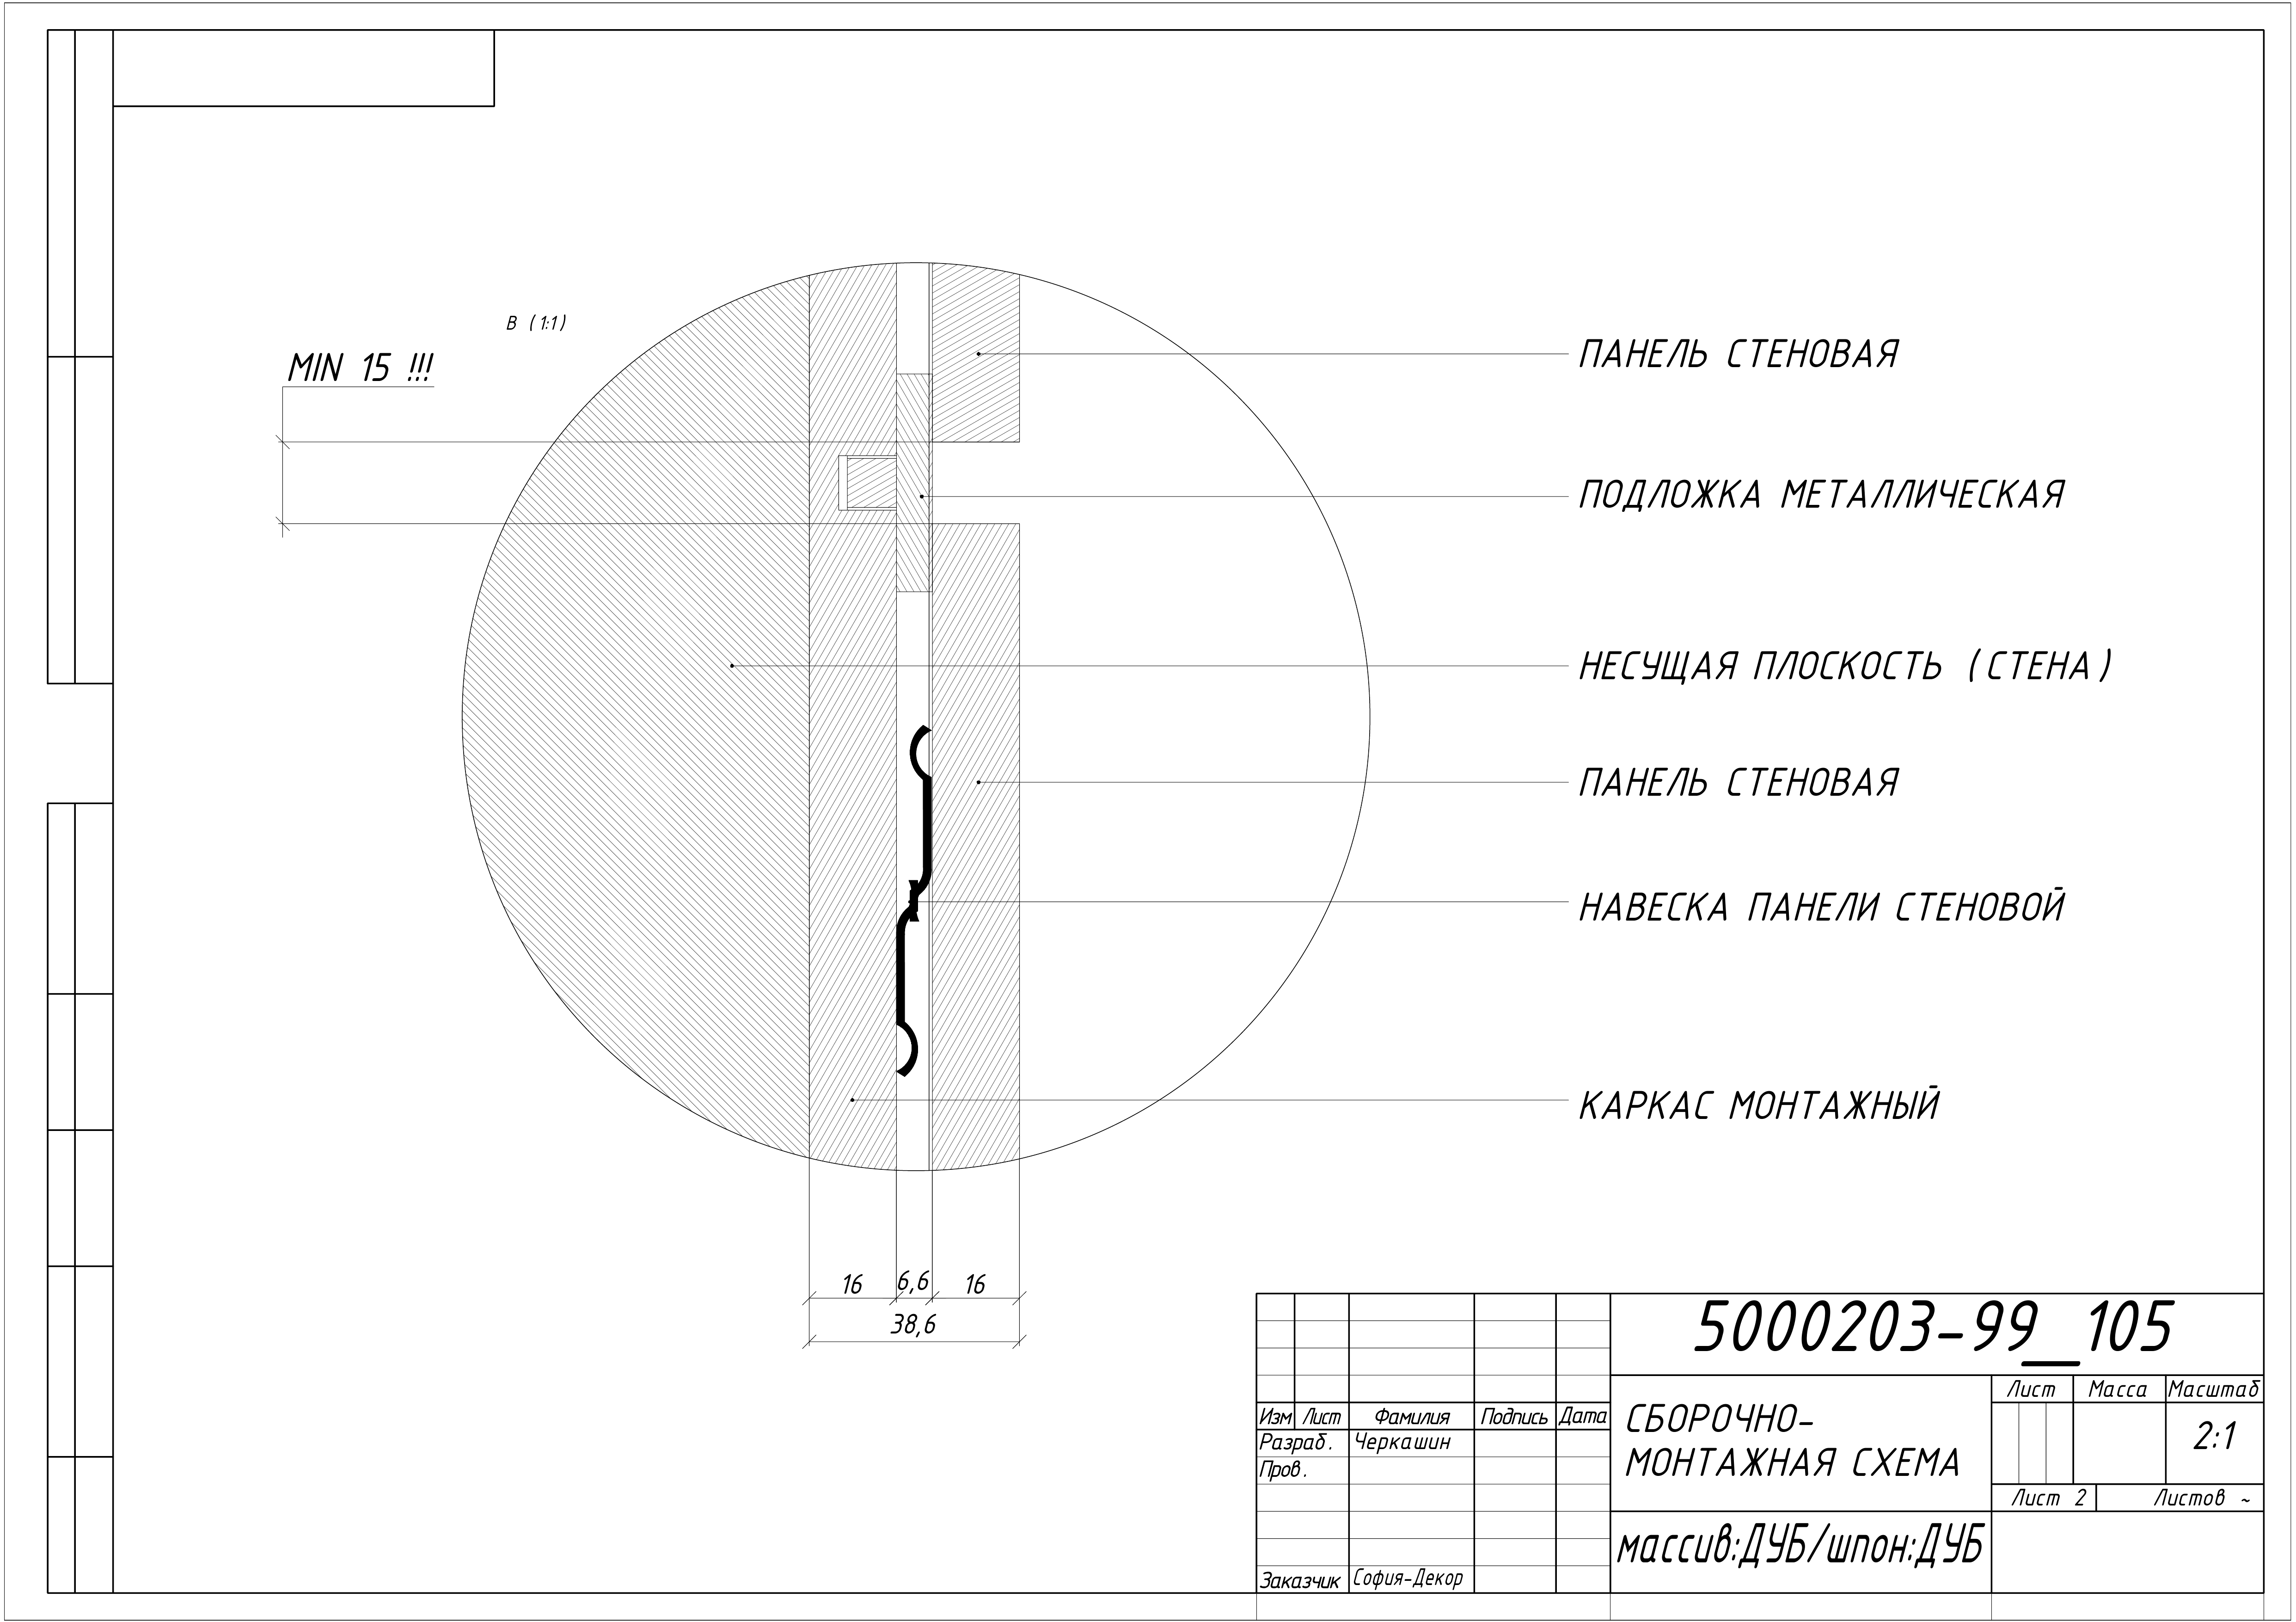 В (1:1)
MIN 15 !!!
ПАНЕЛЬ СТЕНОВАЯ
ПОДЛОЖКА МЕТАЛЛИЧЕСКАЯ
НЕСУЩАЯ ПЛОСКОСТЬ (СТЕНА)
ПАНЕЛЬ СТЕНОВАЯ
НАВЕСКА ПАНЕЛИ СТЕНОВОЙ
КАРКАС МОНТАЖНЫЙ
16 6,6 16
38,6
5000203-99__105
Изм Лист Фамилия Подпись Дата
Разраб. Черкашин
Пров.
Заказчик София-Декор
СБОРОЧНО-
МОНТАЖНАЯ СХЕМА
Лист Масса Масштаб
2:1
Лист 2 Листов ~
массив:ДУБ/шпон:ДУБ